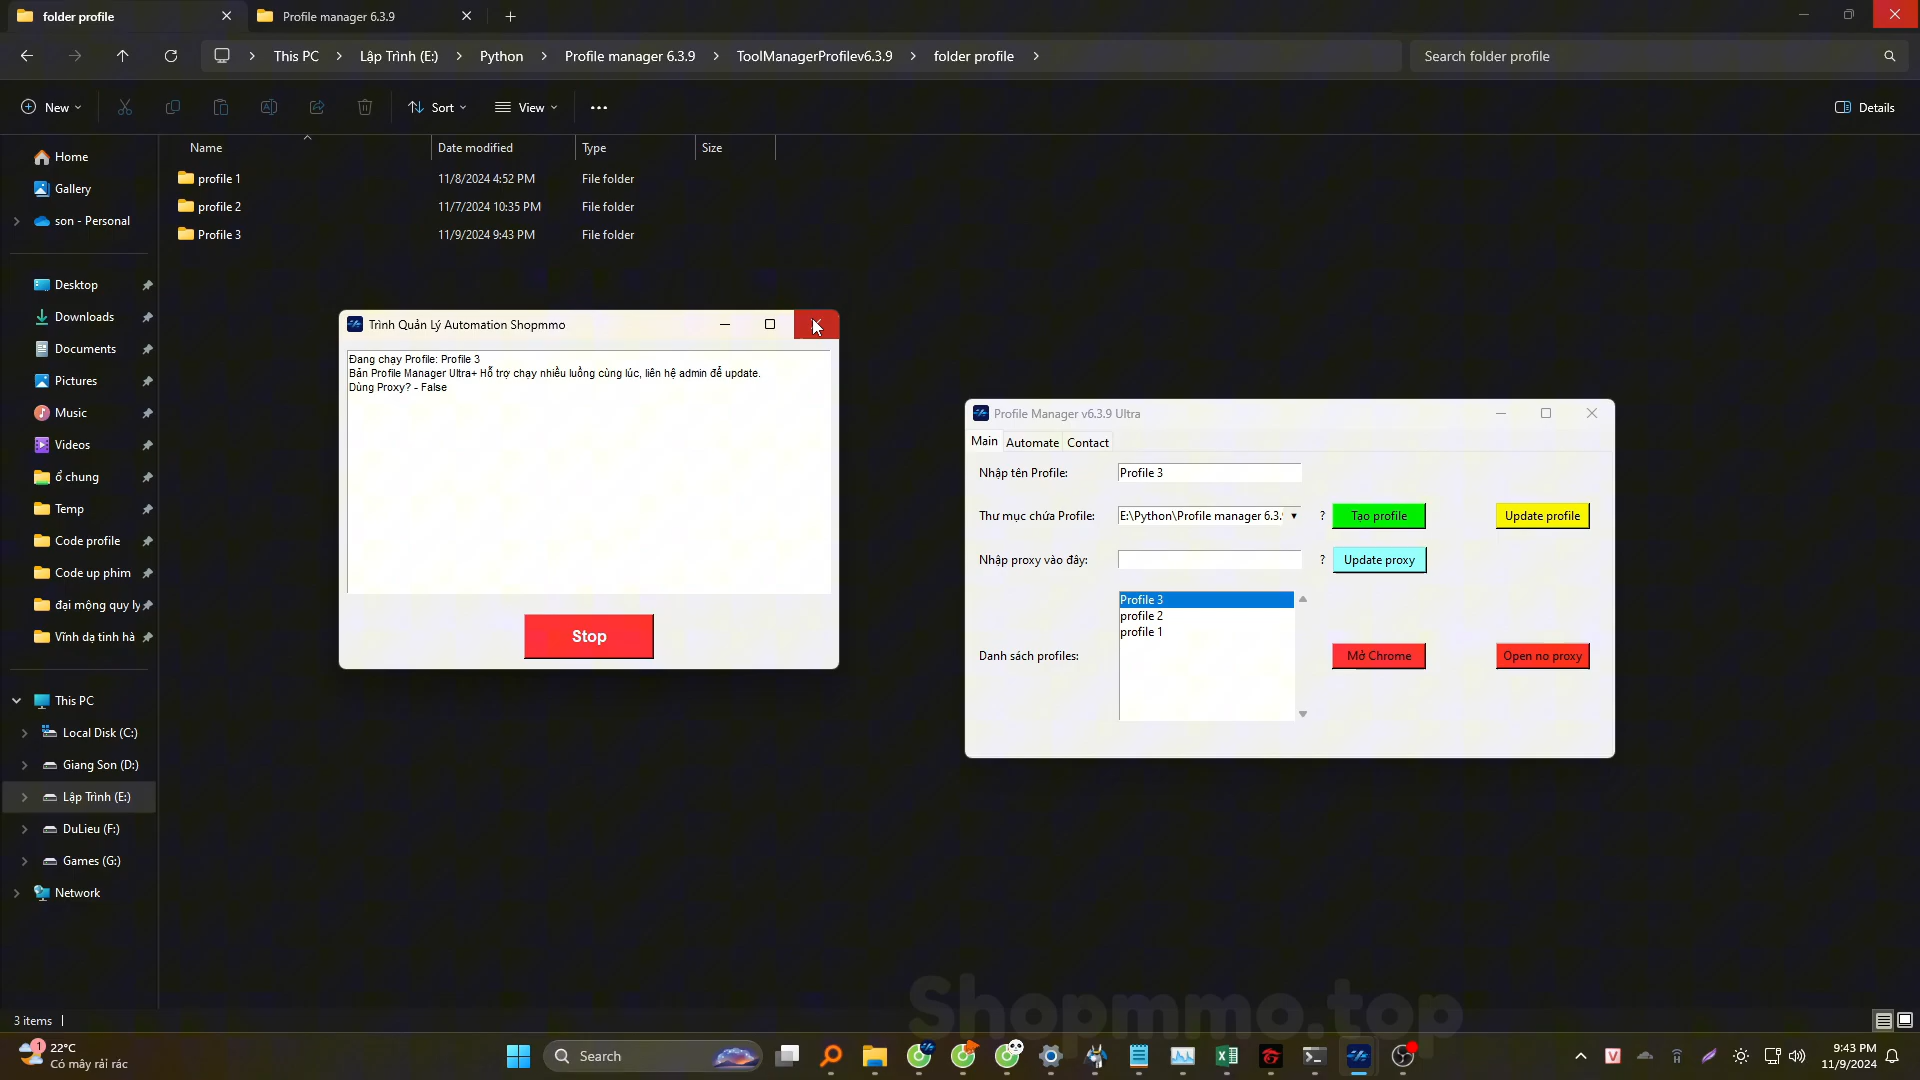 folder profile
Profile manager 6.3.9
This PC
Lập Trình (E:)
Python
Profile manager 6.3.9
ToolManagerProfilev6.3.9
folder profile
Search folder profile
New
Sort
View
Details
Name
Date modified
Type
Size
profile 1
11/8/2024 4:52 PM
File folder
profile 2
11/7/2024 10:35 PM
File folder
Profile 3
11/9/2024 9:43 PM
File folder
Home
Gallery
son - Personal
Desktop
Downloads
Documents
Pictures
Music
Videos
ổ chung
Temp
Code profile
Code up phim
đại mộng quy ly
Vĩnh dạ tinh hà
This PC
Local Disk (C:)
Giang Son (D:)
Lập Trình (E:)
DuLieu (F:)
Games (G:)
Network
Trình Quản Lý Automation Shopmmo
Đang chạy Profile: Profile 3
Bản Profile Manager Ultra+ Hỗ trợ chạy nhiều luồng cùng lúc, liên hệ admin để update.
Dùng Proxy? - False
Stop
Profile Manager v6.3.9 Ultra
Main
Automate
Contact
Nhập tên Profile:
Profile 3
Thư mục chứa Profile:
E:\Python\Profile manager 6.3.9
?
Tạo profile
Update profile
Nhập proxy vào đây:
?
Update proxy
Profile 3
profile 2
profile 1
Danh sách profiles:
Mở Chrome
Open no proxy
Shopmmo.top
3 items
1
22°C
Có mây rải rác
Search
V
9:43 PM
11/9/2024